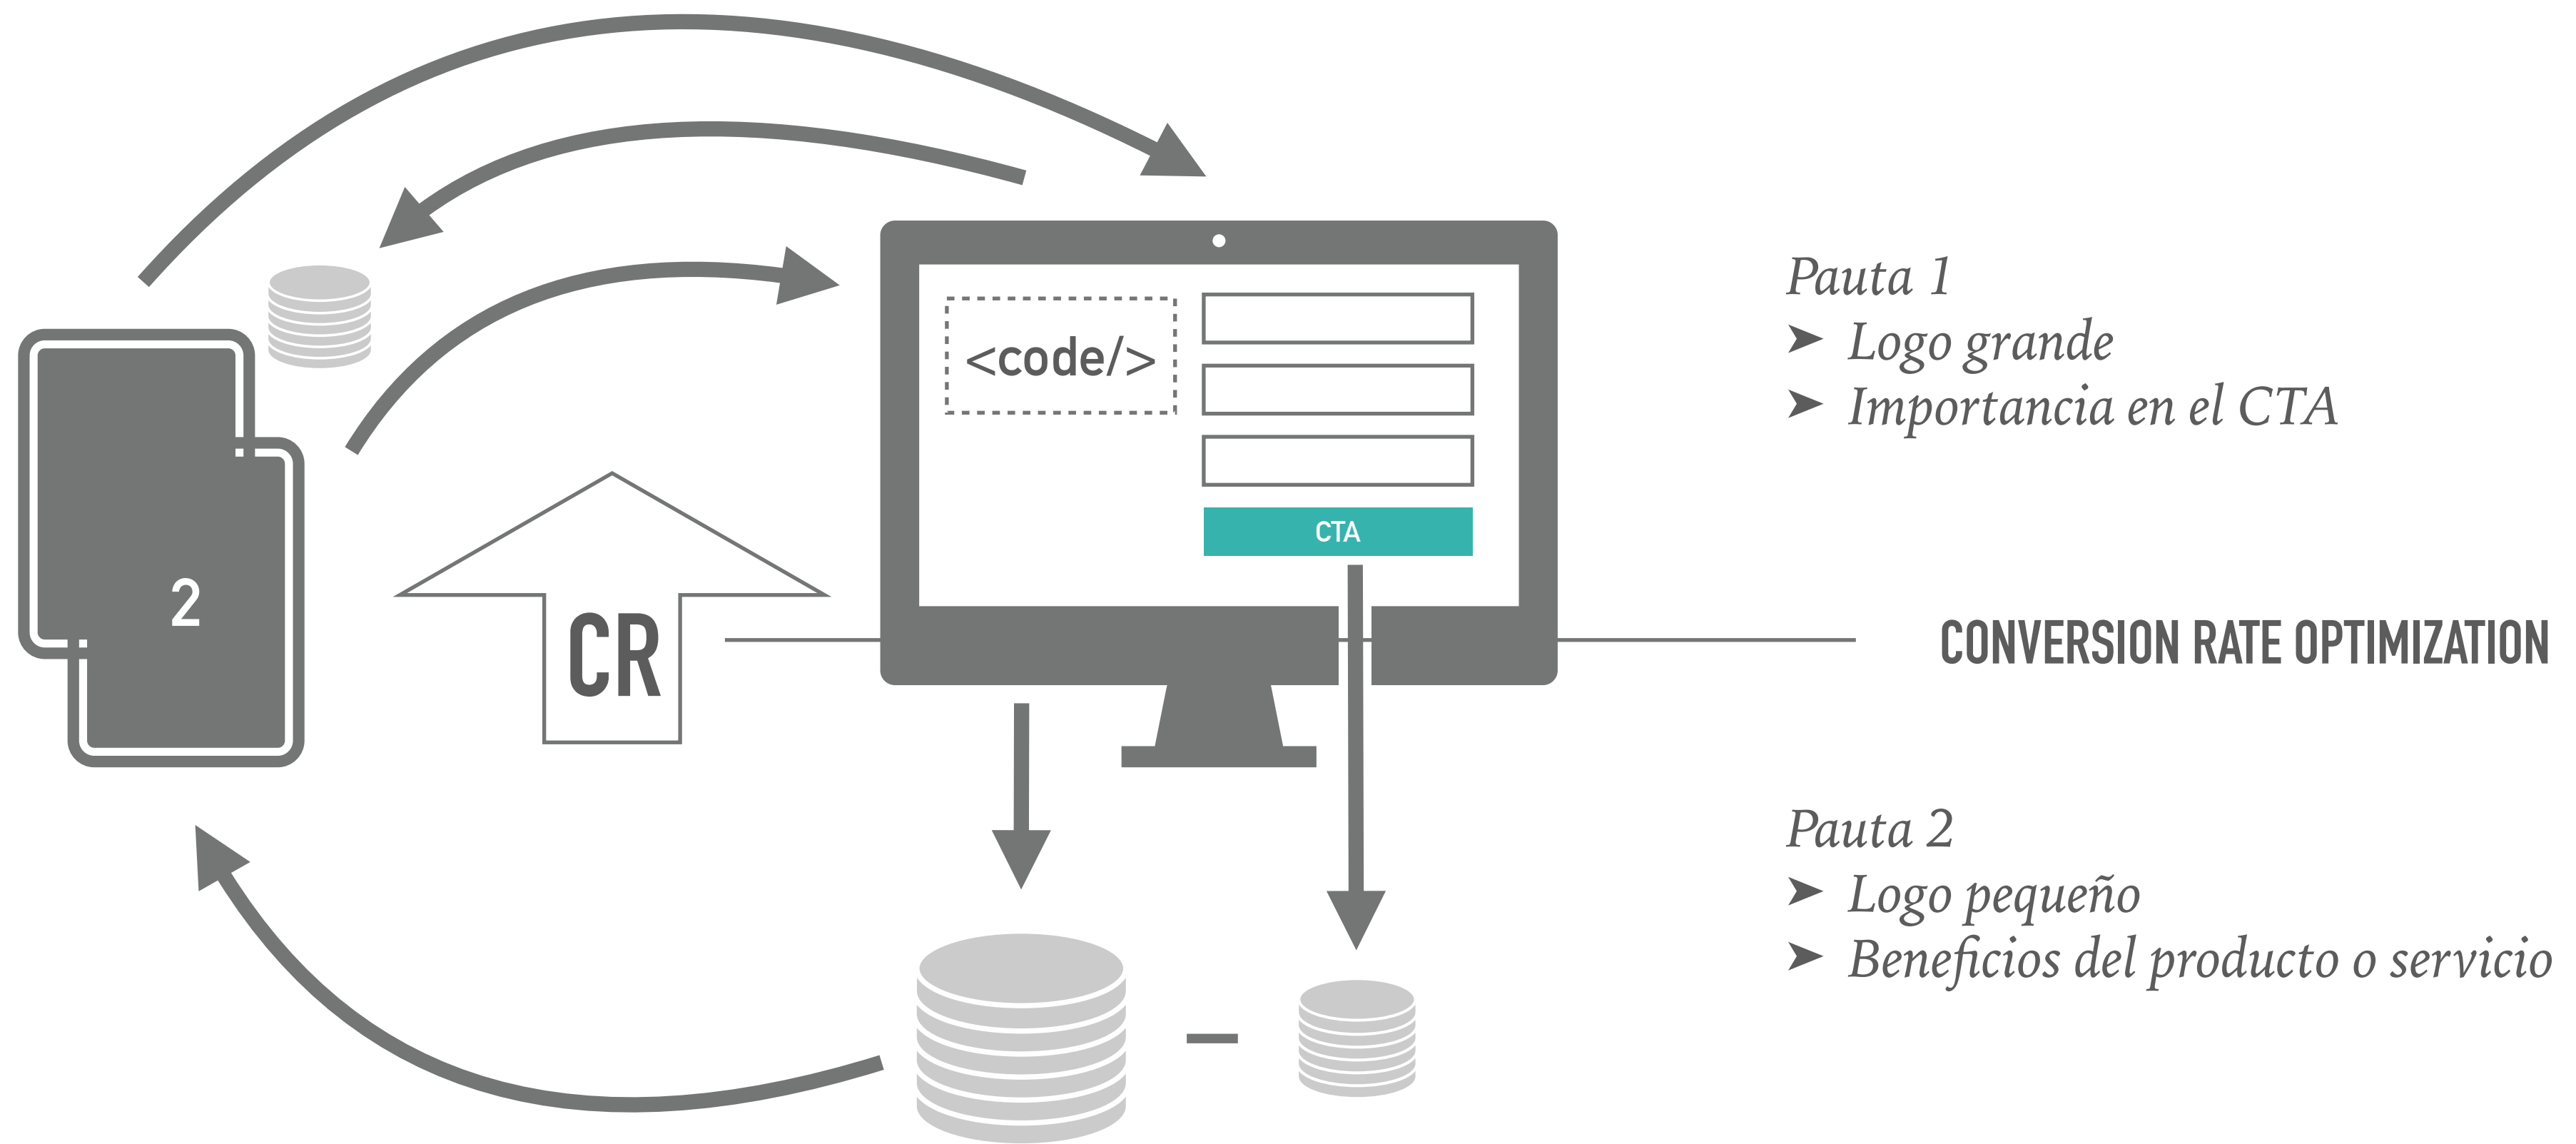 <code/>
CTA
2
CR
Pauta 1
➤ Logo grande
➤ Importancia en el CTA
CONVERSION RATE OPTIMIZATION
Pauta 2
➤ Logo pequeño
➤ Beneficios del producto o servicio